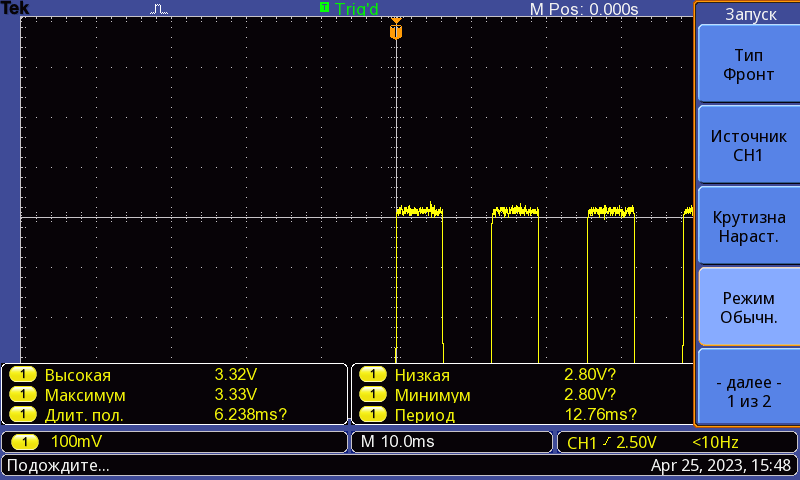 Tek
T Trig'd
M Pos: 0.000s
T
Запуск
Тип
Фронт
Источник
CH1
Крутизна
Нараст.
Режим
Обычн.
- далее -
1 из 2
1 Высокая 3.32V
1 Максимум 3.33V
1 Длит. пол. 6.238ms?
1 Низкая 2.80V?
1 Минимум 2.80V?
1 Период 12.76ms?
1 100mV
M 10.0ms
CH1 2.50V <10Hz
Подождите...
Apr 25, 2023, 15:48